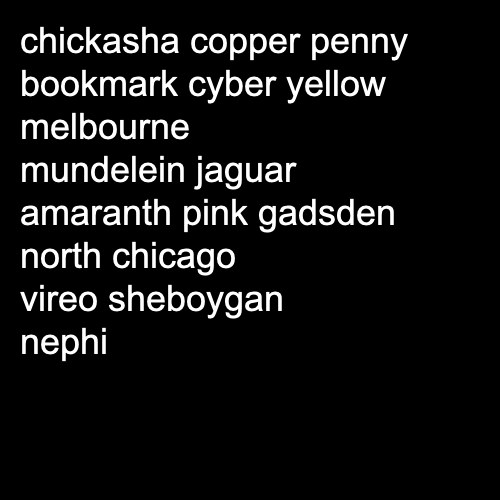 chickasha copper penny
bookmark cyber yellow
melbourne
mundelein jaguar
amaranth pink gadsden
north chicago
vireo sheboygan
nephi